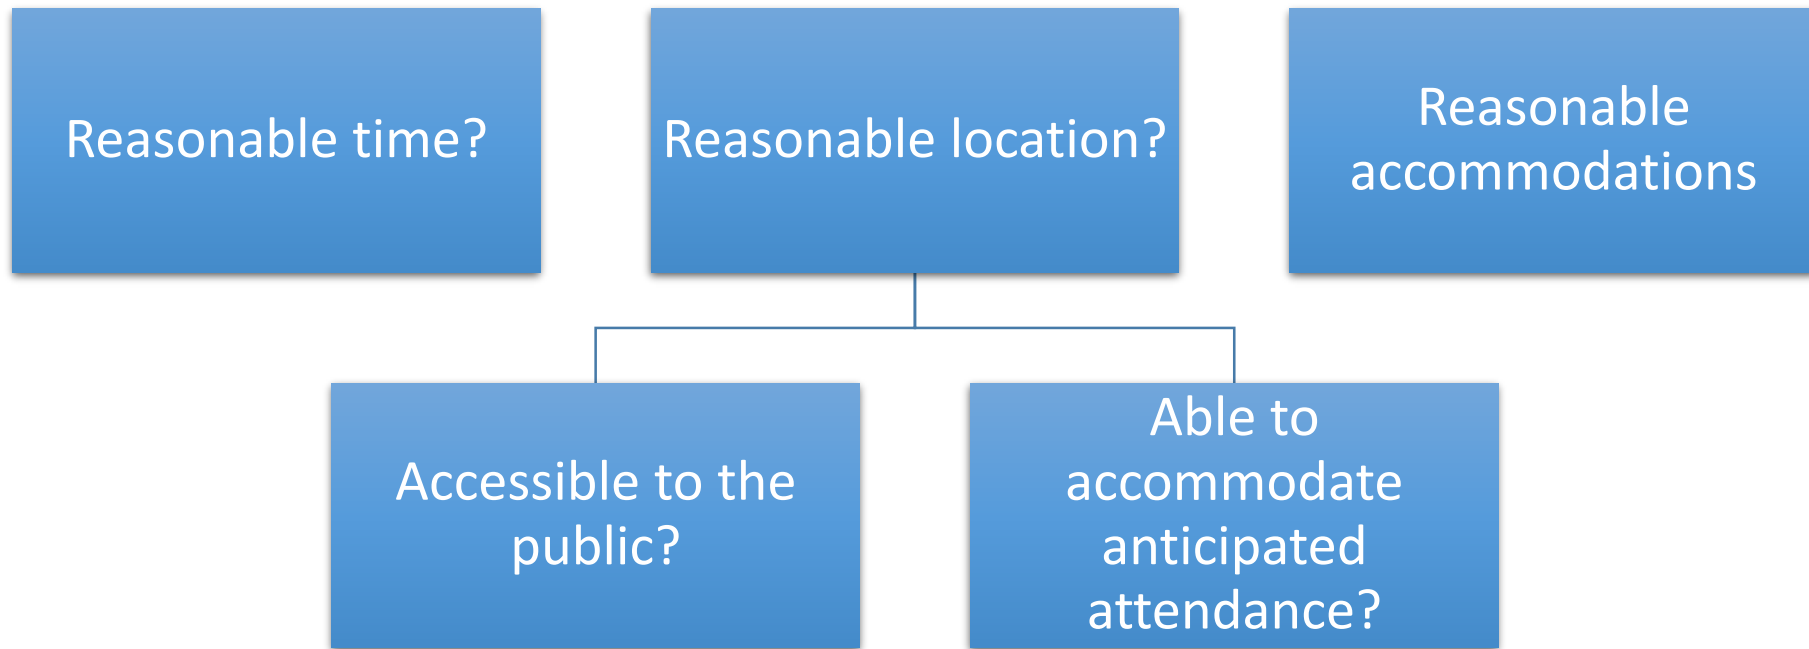 Reasonable time?
Reasonable location?
Reasonable
accommodations
Accessible to the
public?
Able to
accommodate
anticipated
attendance?